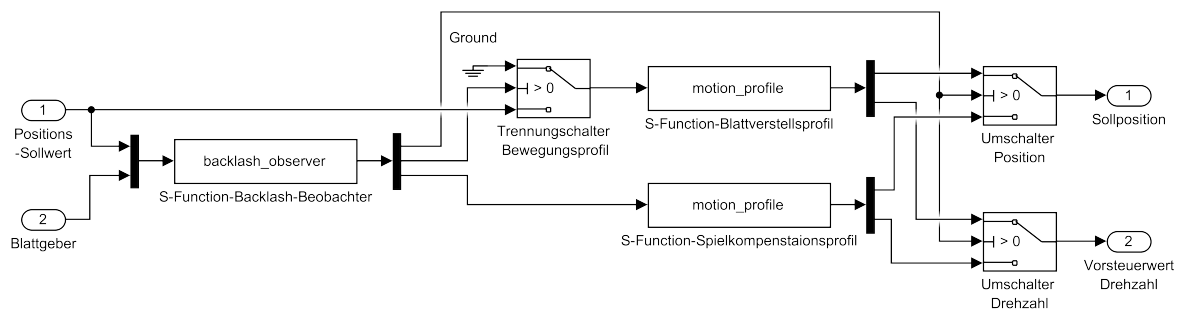 Ground
1
Positions
-Sollwert
2
Blattgeber
backlash_observer
S-Function-Backlash-Beobachter
> 0
Trennungschalter
Bewegungsprofil
motion_profile
S-Function-Blattverstellsprofil
motion_profile
S-Function-Spielkompenstaionsprofil
> 0
Umschalter
Position
1
Sollposition
> 0
Umschalter
Drehzahl
2
Vorsteuerwert
Drehzahl